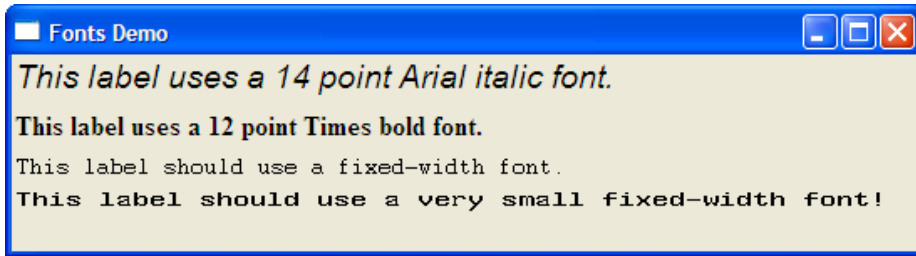 Fonts Demo
This label uses a 14 point Arial italic font.
This label uses a 12 point Times bold font.
This label should use a fixed-width font.
This label should use a very small fixed-width font!